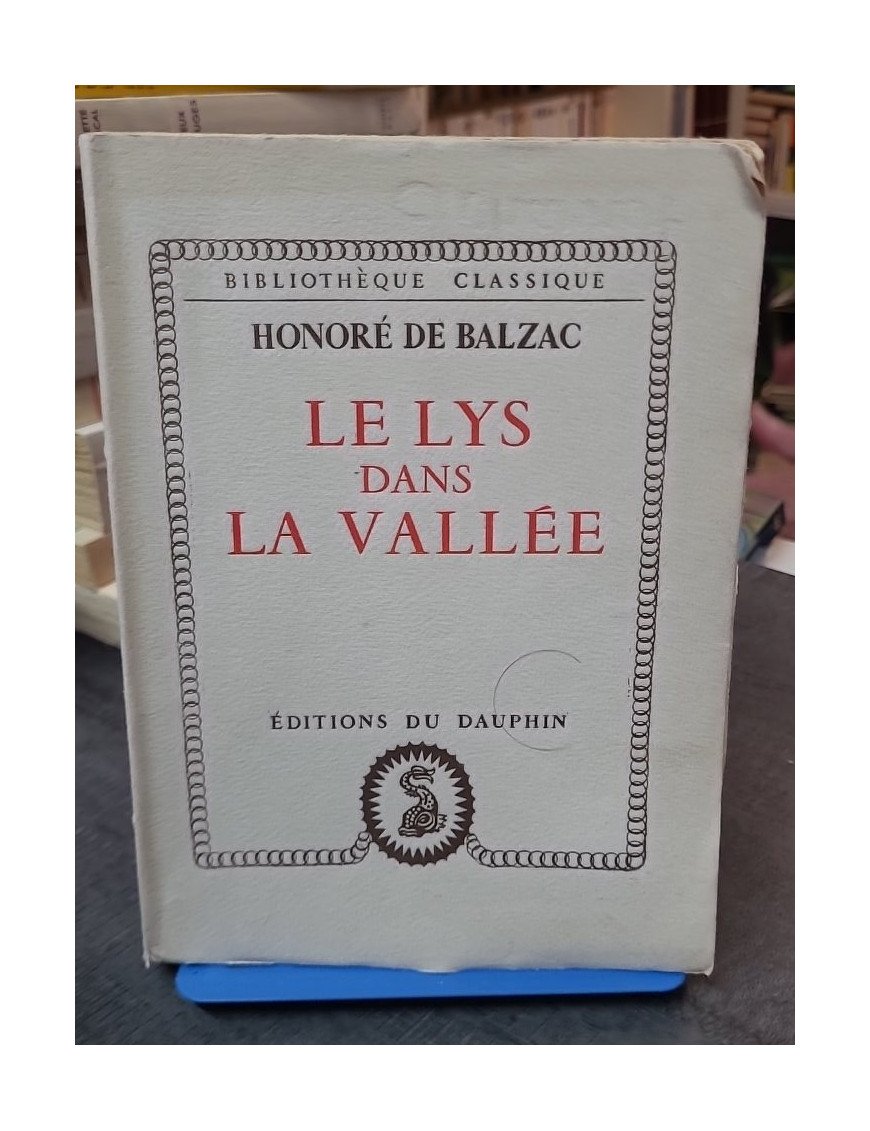 BIBLIOTHÈQUE CLASSIQUE
HONORÉ DE BALZAC
LE LYS
DANS
LA VALLÉE
ÉDITIONS DU DAUPHIN